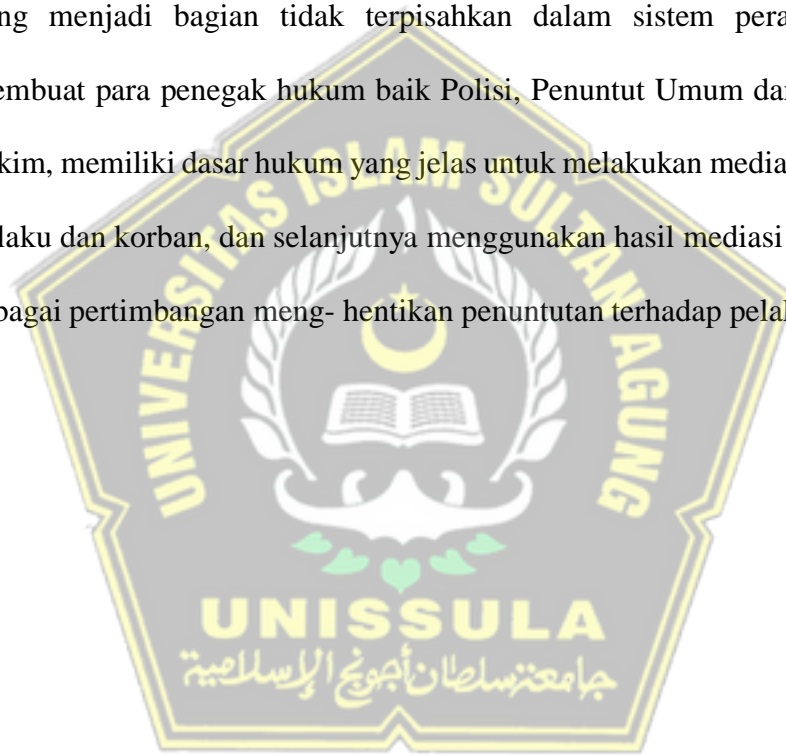 ng menjadi bagian tidak terpisahkan dalam sistem pera
embuat para penegak hukum baik Polisi, Penuntut Umum da
kim, memiliki dasar hukum yang jelas untuk melakukan media
laku dan korban, dan selanjutnya menggunakan hasil mediasi
bagai pertimbangan meng- hentikan penuntutan terhadap pela
UNIVERSITAS ISLAM SULTAN AGUNG
UNISSULA
جامعة سلطان أجونج الإسلامية